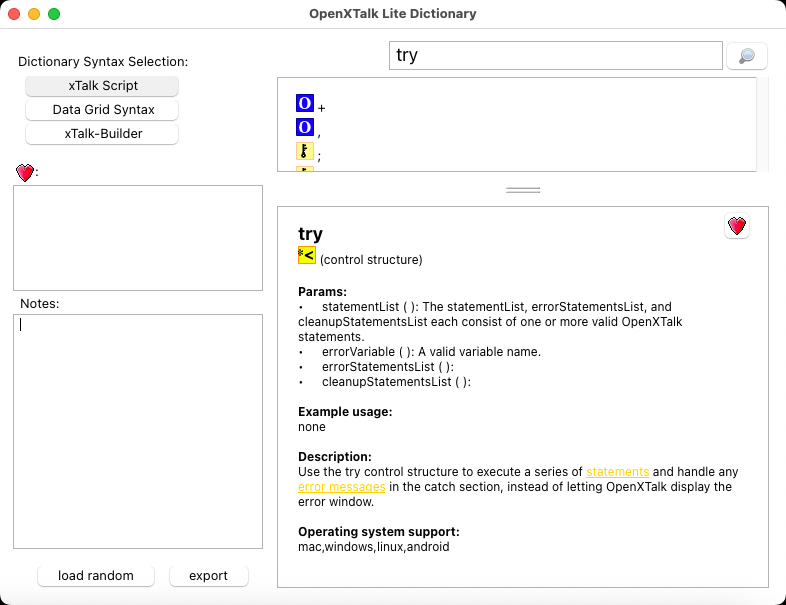 OpenXTalk Lite Dictionary
Dictionary Syntax Selection:
xTalk Script
Data Grid Syntax
xTalk-Builder
:
Notes:
load random
export
try
O +
O ,
;
try
*< (control structure)
Params:
• statementList ( ): The statementList, errorStatementsList, and
cleanupStatementsList each consist of one or more valid OpenXTalk
statements.
• errorVariable ( ): A valid variable name.
• errorStatementsList ( ):
• cleanupStatementsList ( ):
Example usage:
none
Description:
Use the try control structure to execute a series of statements and handle any
error messages in the catch section, instead of letting OpenXTalk display the
error window.
Operating system support:
mac,windows,linux,android